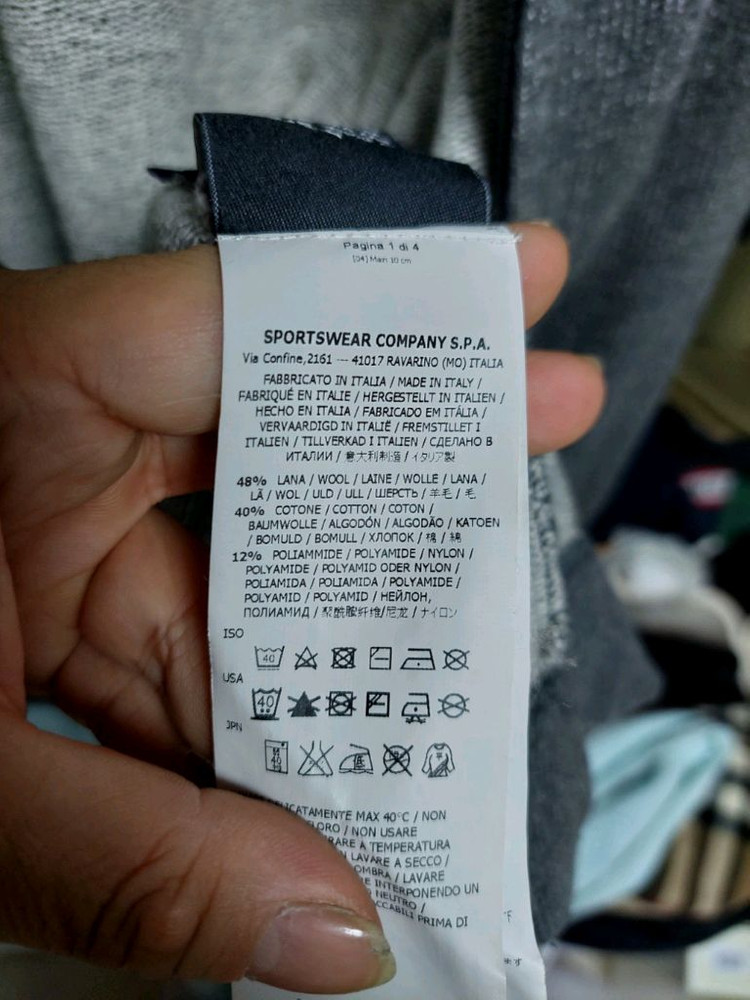 Pagina 1 di 4
[04] Man 10 cm
SPORTSWEAR COMPANY S.P.A.
Via Confine,2161 --- 41017 RAVARINO (MO) ITALIA
FABBRICATO IN ITALIA / MADE IN ITALY /
FABRIQUÉ EN ITALIE / HERGESTELLT IN ITALIEN /
HECHO EN ITALIA / FABRICADO EM ITÁLIA /
VERVAARDIGD IN ITALIË / FREMSTILLET I
ITALIEN / TILLVERKAD I ITALIEN / СДЕЛАНО В
ИТАЛИИ / 意大利制造 / イタリア製
48% LANA / WOOL / LAINE / WOLLE / LANA /
LÃ / WOL / ULD / ULL / ШЕРСТЬ / 羊毛 / 毛
40% COTONE / COTTON / COTON /
BAUMWOLLE / ALGODÓN / ALGODÃO / KATOEN
/ BOMULD / BOMULL / ХЛОПОК / 棉 / 綿
12% POLIAMMIDE / POLYAMIDE / NYLON /
POLYAMIDE / POLYAMID ODER NYLON /
POLIAMIDA / POLIAMIDA / POLYAMIDE /
POLYAMID / POLYAMID / НЕЙЛОН,
ПОЛИАМИД / 聚酰胺纤维/尼龙 / ナイロン
ISO
40
USA
40
JPN
40
低
MAX 40°C / NON
/ NON USARE
A TEMPERATURA
LAVARE A SECCO /
/ LAVARE
INTERPONENDO UN
NEUTRO /
PRIMA DI